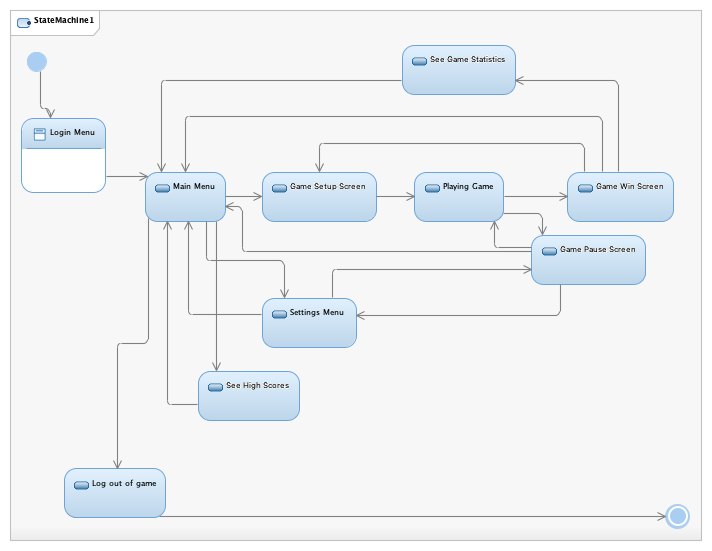 StateMachine1
See Game Statistics
Login Menu
Main Menu
Game Setup Screen
Playing Game
Game Win Screen
Game Pause Screen
Settings Menu
See High Scores
Log out of game